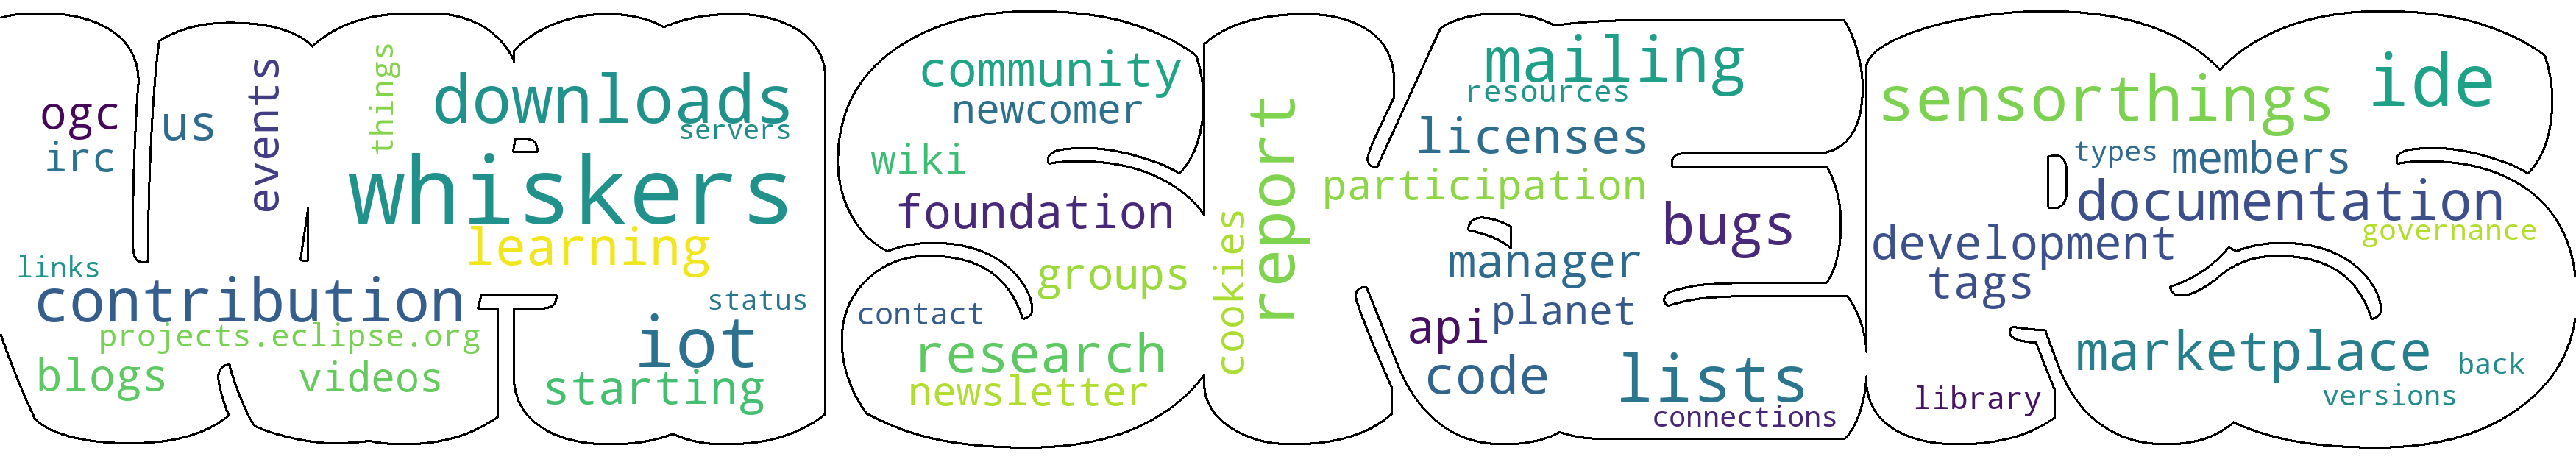 ogc
irc
us
events
things
downloads
servers
whiskers
learning
links
contribution
projects.eclipse.org
blogs
videos
status
iot
starting
community
newcomer
wiki
foundation
groups
contact
research
newsletter
cookies
report
mailing
resources
licenses
participation
bugs
manager
planet
api
code
lists
connections
sensorthings
ide
types
members
documentation
governance
development
tags
marketplace
back
library
versions